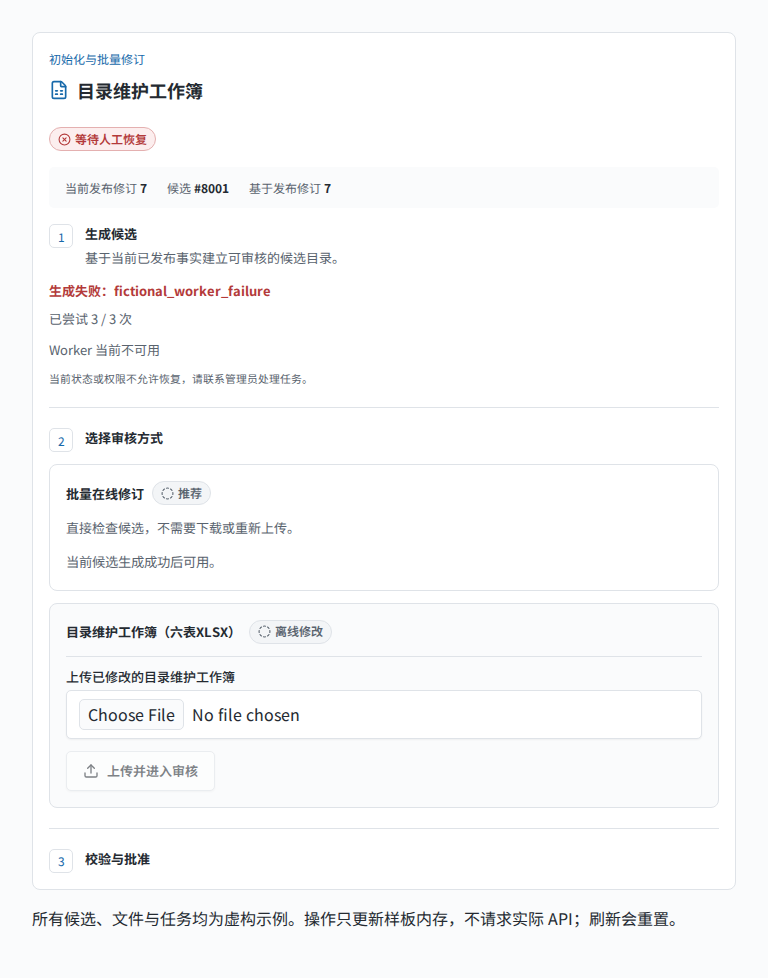 初始化与批量修订
目录维护工作簿
等待人工恢复
当前发布修订 7 候选 #8001 基于发布修订 7
1 生成候选
基于当前已发布事实建立可审核的候选目录。
生成失败：fictional_worker_failure
已尝试 3 / 3 次
Worker 当前不可用
当前状态或权限不允许恢复，请联系管理员处理任务。
2 选择审核方式
批量在线修订 推荐
直接检查候选，不需要下载或重新上传。
当前候选生成成功后可用。
目录维护工作簿（六表XLSX） 离线修改
上传已修改的目录维护工作簿
Choose File No file chosen
上传并进入审核
3 校验与批准
所有候选、文件与任务均为虚构示例。操作只更新样板内存，不请求实际 API；刷新会重置。